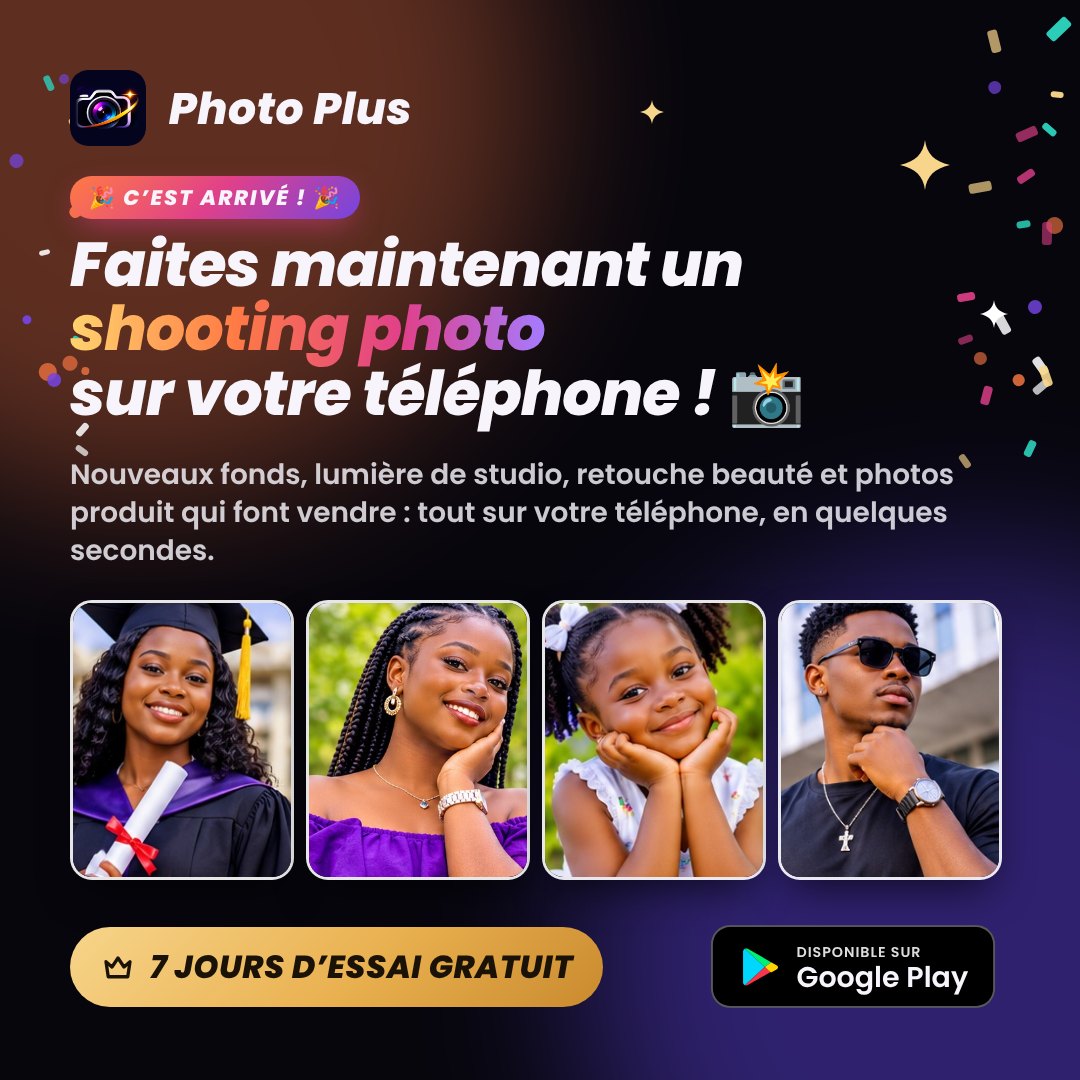 Photo Plus
🎉 C’EST ARRIVÉ ! 🎉
Faites maintenant un
shooting photo
sur votre téléphone ! 📸
Nouveaux fonds, lumière de studio, retouche beauté et photos
produit qui font vendre : tout sur votre téléphone, en quelques
secondes.
7 JOURS D’ESSAI GRATUIT
DISPONIBLE SUR
Google Play